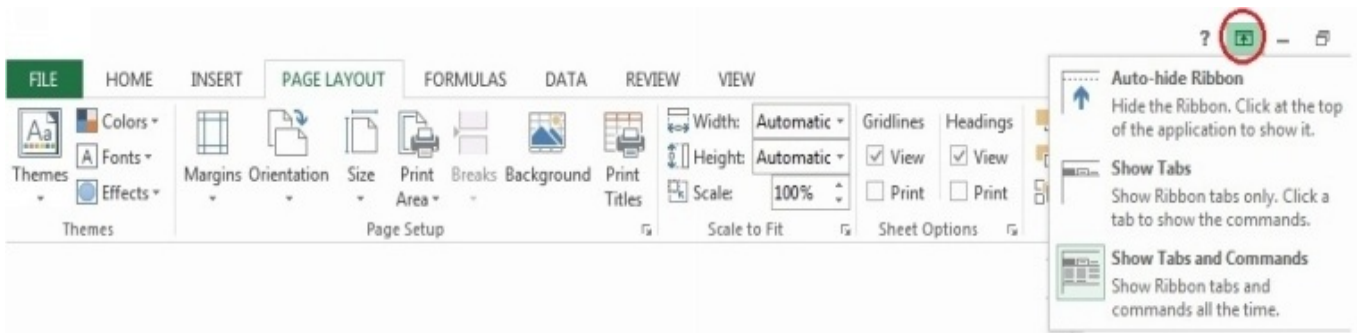 ?
FILE HOME INSERT PAGE LAYOUT FORMULAS DATA REVIEW VIEW
Aa
Themes
Colors
A Fonts
Effects
Themes
Margins Orientation Size Print Area Breaks Background Print Titles
Page Setup
Width: Automatic
Height: Automatic
Scale: 100%
Scale to Fit
Gridlines Headings
View View
Print Print
Sheet Options
Auto-hide Ribbon
Hide the Ribbon. Click at the top
of the application to show it.
Show Tabs
Show Ribbon tabs only. Click a
tab to show the commands.
Show Tabs and Commands
Show Ribbon tabs and
commands all the time.